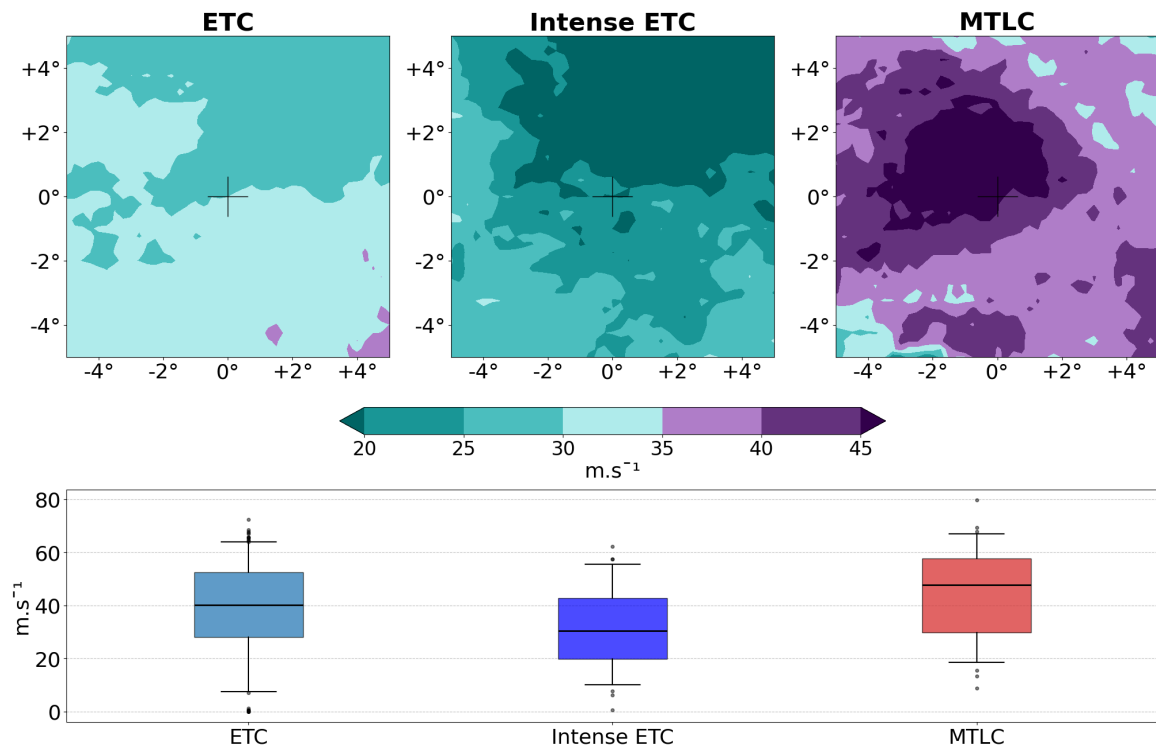 ETC Intense ETC MTLC
+4° +4° +4°
+2° +2° +2°
0° 0° 0°
-2° -2° -2°
-4° -4° -4°
-4° -2° 0° +2° +4° -4° -2° 0° +2° +4° -4° -2° 0° +2° +4°
20 25 30 35 40 45
m.s⁻¹
80
60
40
20
0
m.s⁻¹
ETC Intense ETC MTLC